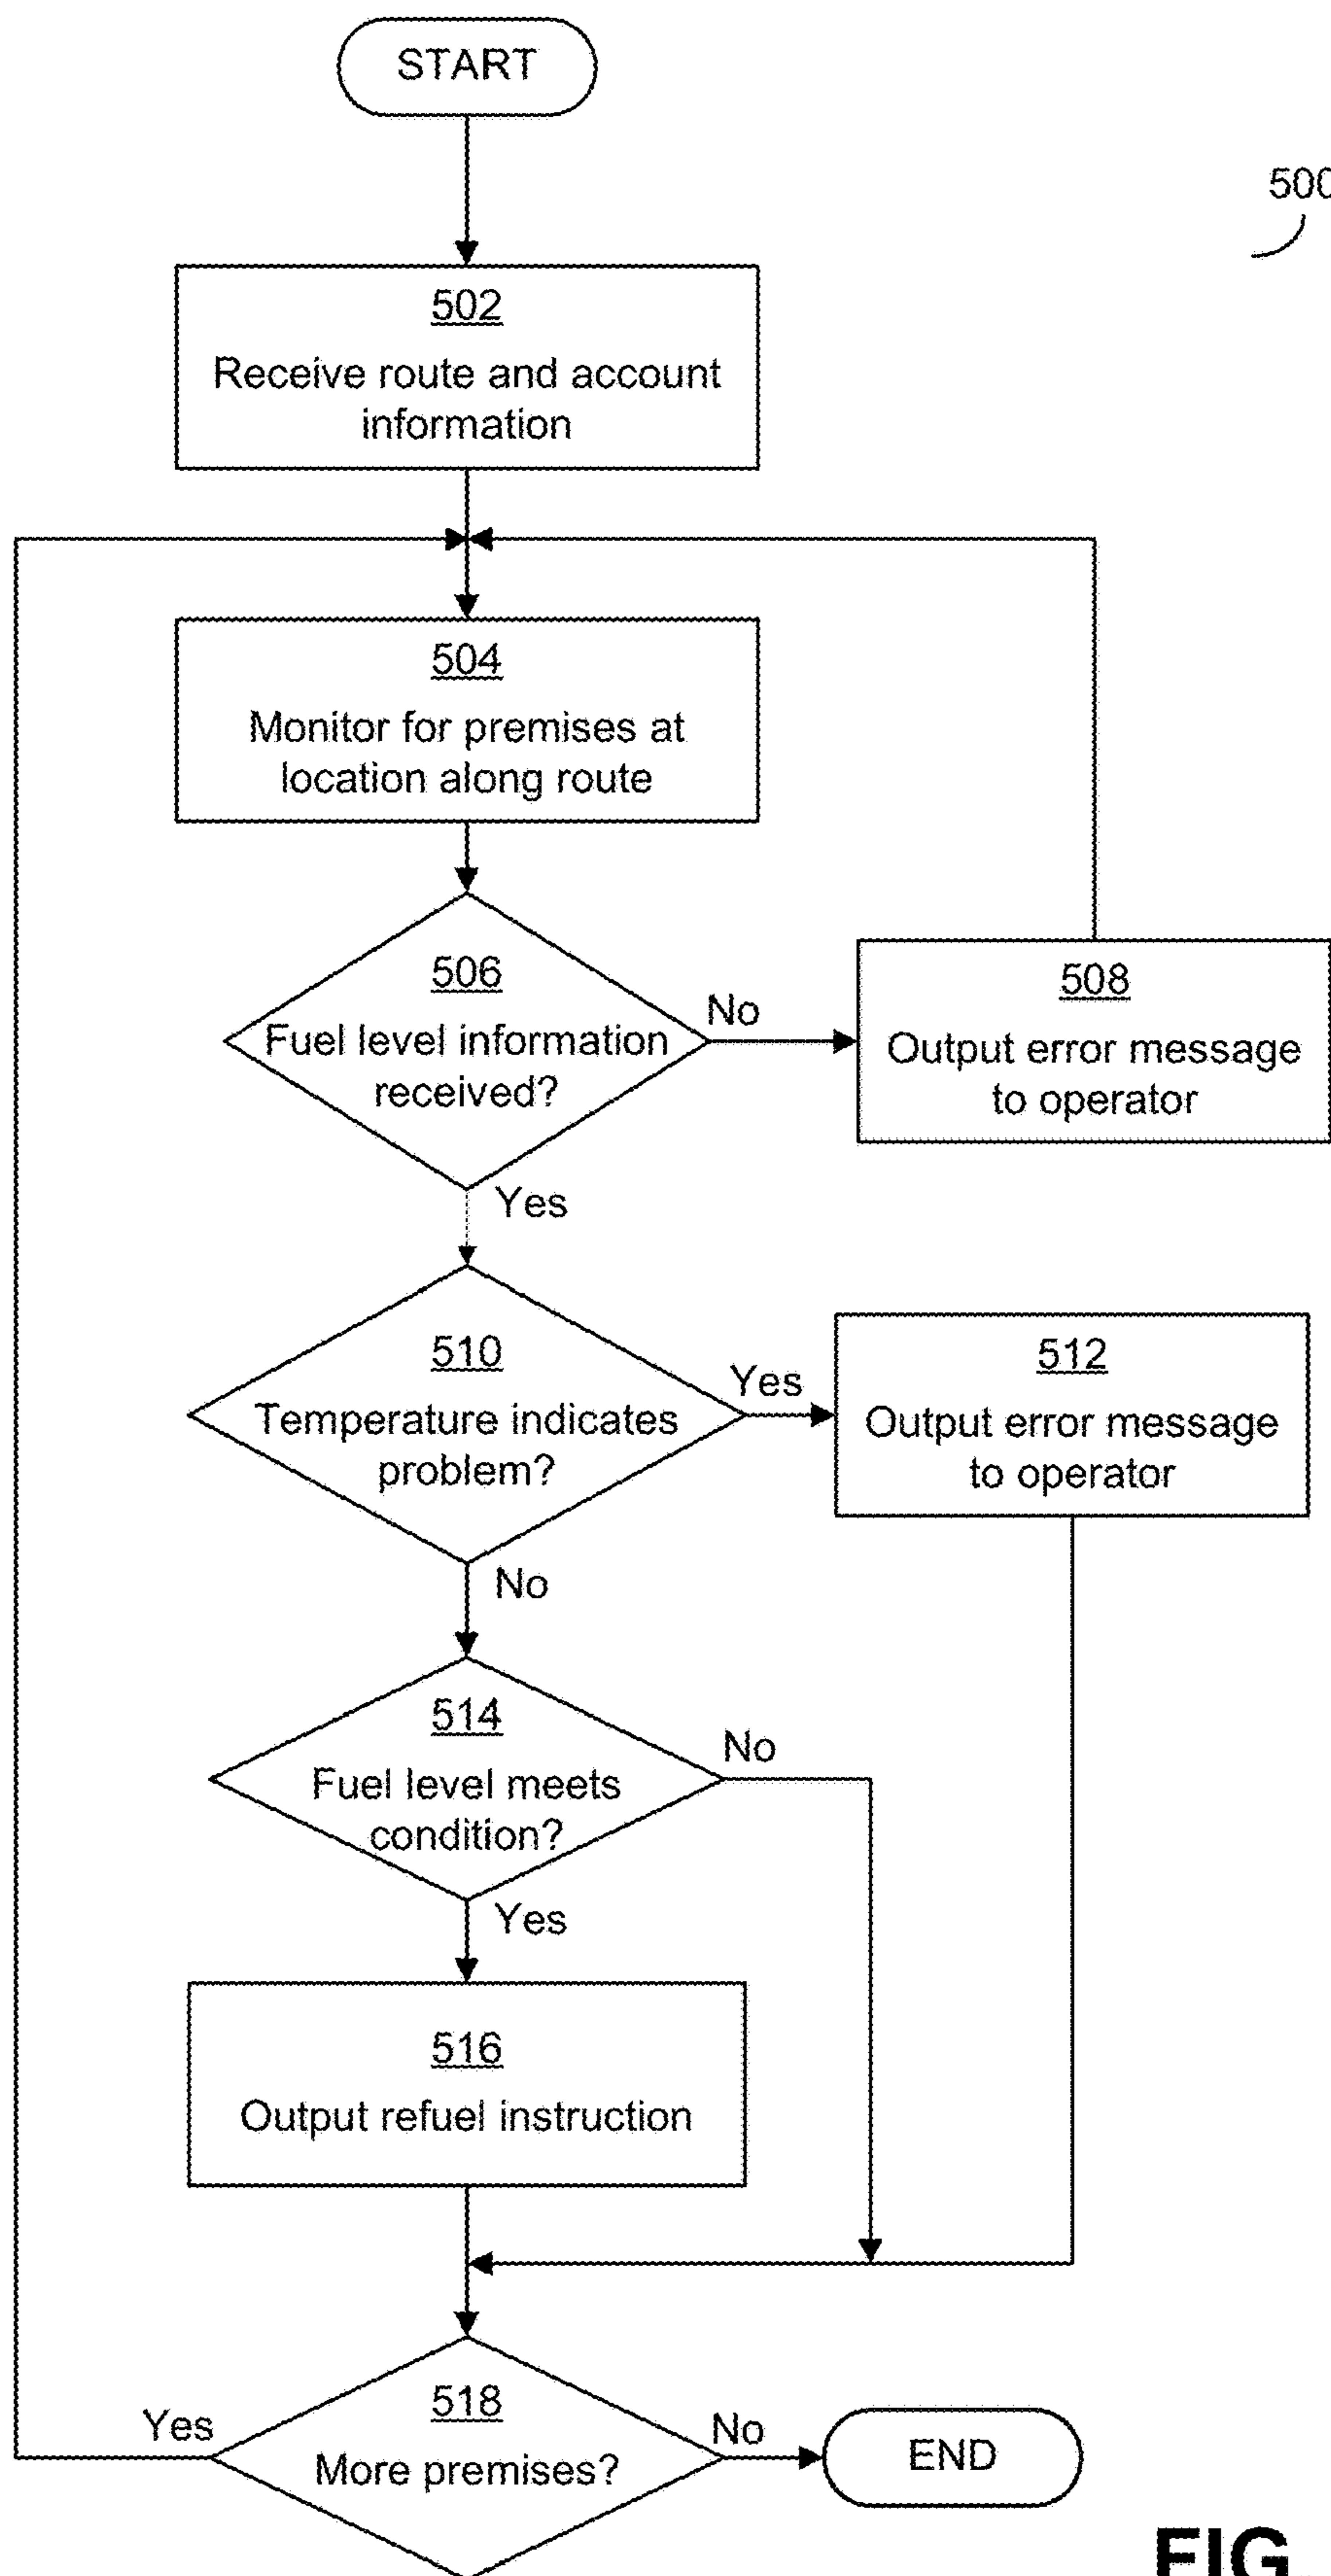 START
500
502
Receive route and account
information
504
Monitor for premises at
location along route
506
Fuel level information
received?
No
508
Output error message
to operator
Yes
510
Temperature indicates
problem?
Yes
512
Output error message
to operator
No
514
Fuel level meets
condition?
No
Yes
516
Output refuel instruction
518
More premises?
Yes
No
END
FIG.